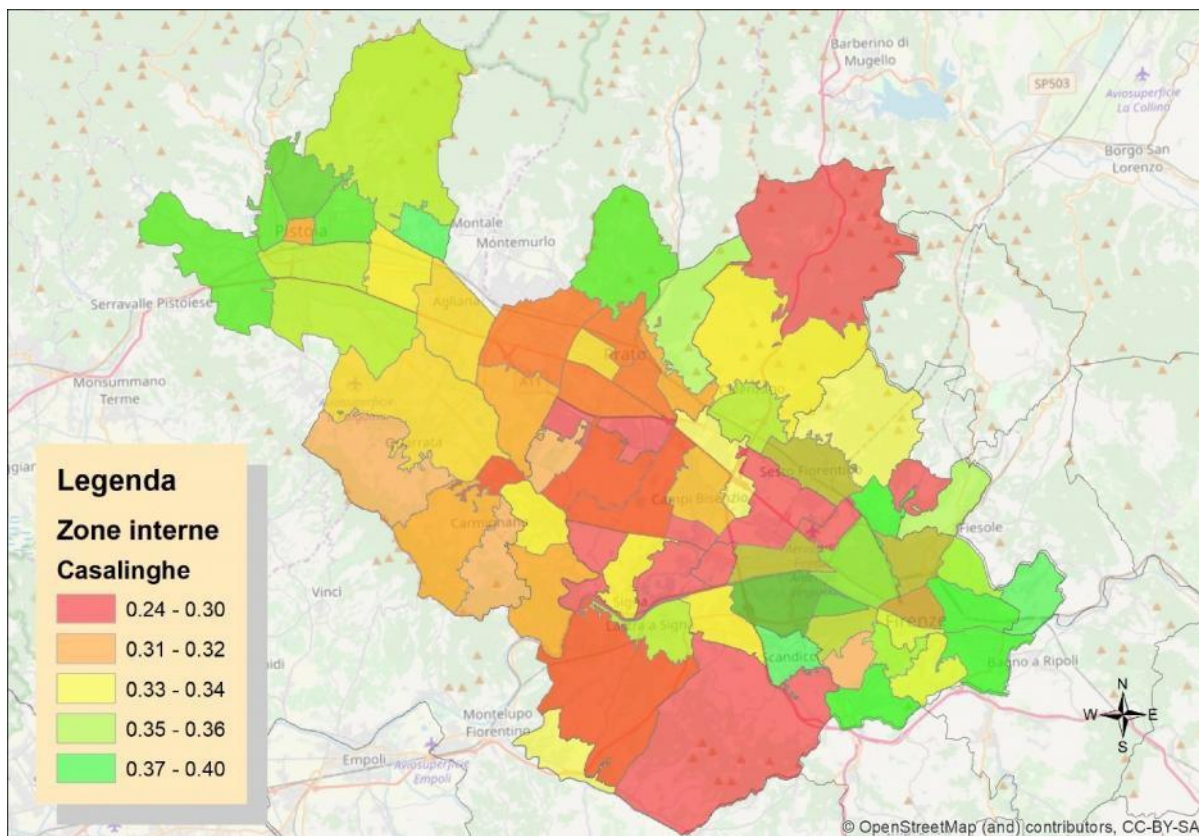 Barberino di
Mugello
SP503
Aviosuperficie
La Collina
Borgo San
Lorenzo
Montale
Montemurlo
Pistoia
Serravalle Pistoiese
Agliana
Monsummano
Terme
Prato
A11
Quarrata
Sesto Fiorentino
Campi Bisenzio
Carmignano
Fiesole
Vinci
Signa
Lastra a Signa
Firenze
Scandicci
Bagno a Ripoli
Montelupo
Fiorentino
Empoli
Aviosuperficie
Empoli
Legenda
Zone interne
Casalinghe
0.24 - 0.30
0.31 - 0.32
0.33 - 0.34
0.35 - 0.36
0.37 - 0.40
N
W E
S
© OpenStreetMap (and) contributors, CC-BY-SA